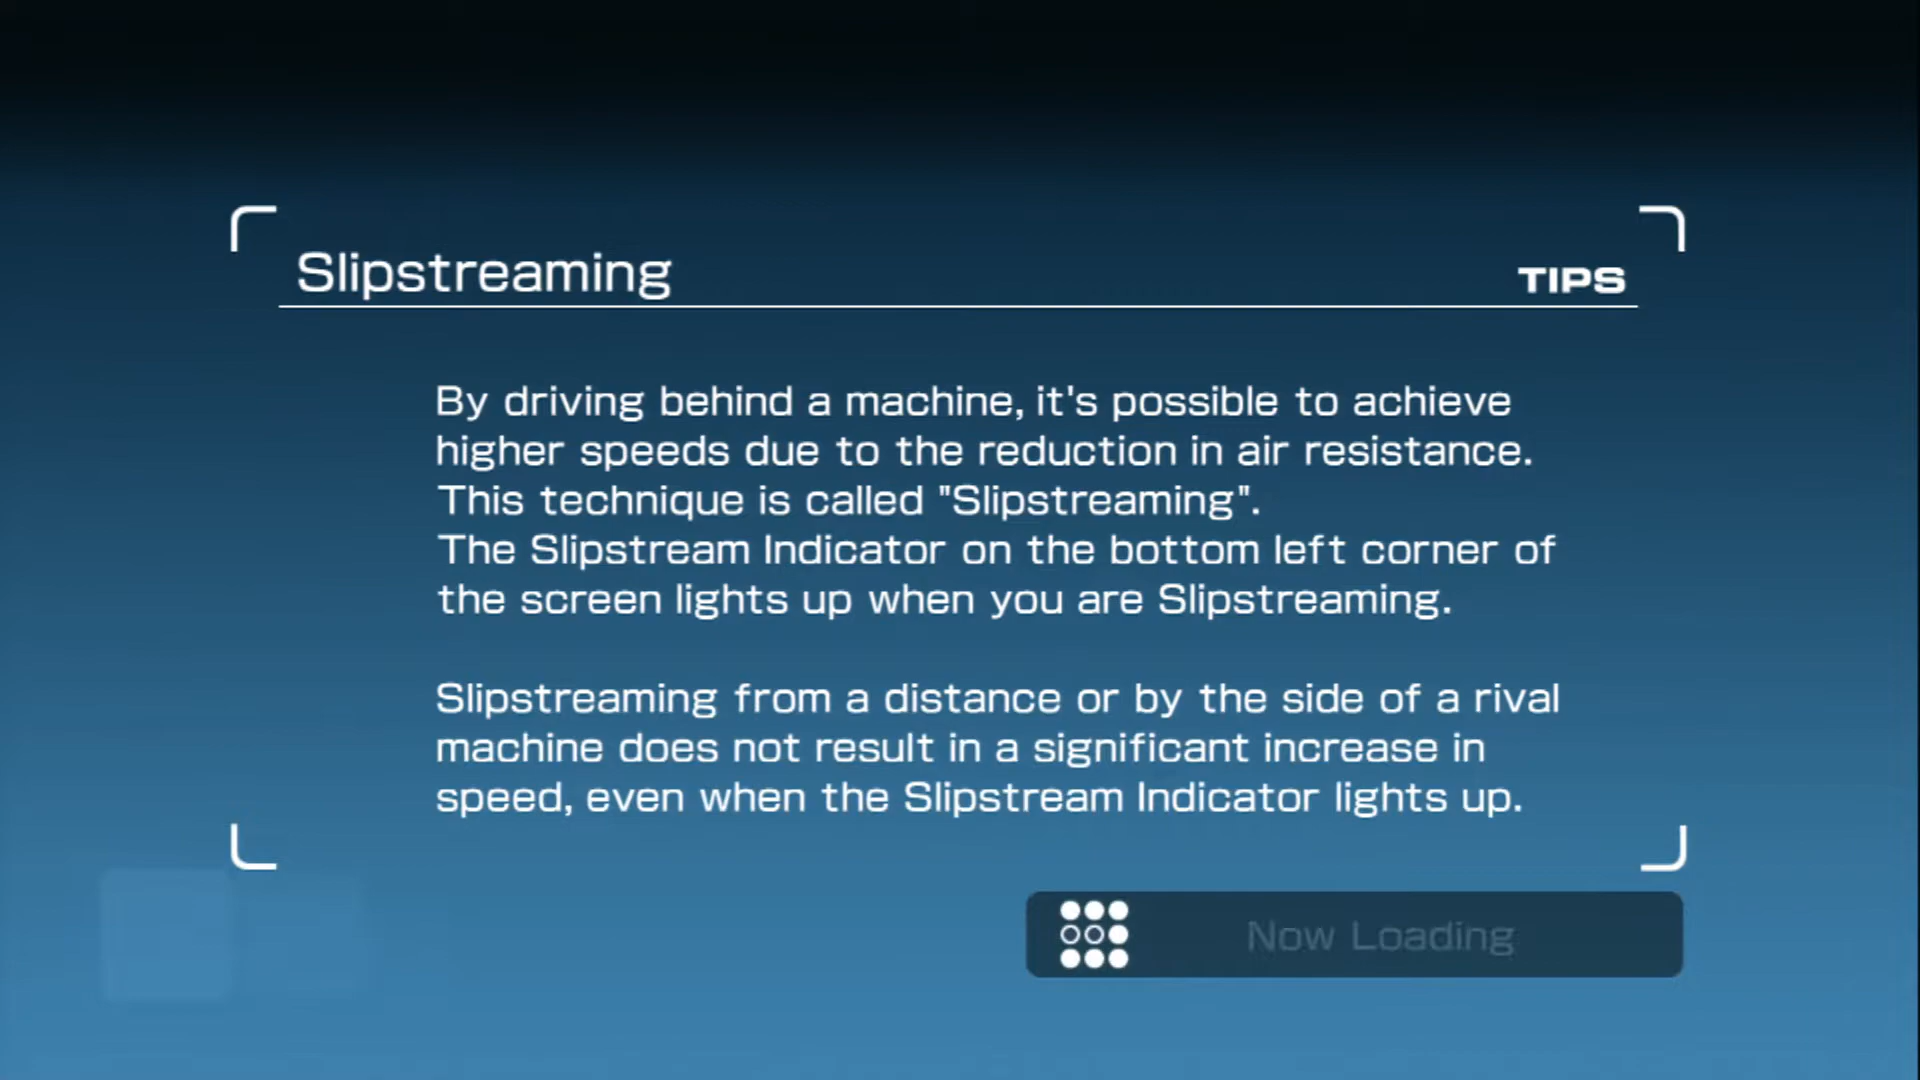 Slipstreaming
TIPS
By driving behind a machine, it's possible to achieve
higher speeds due to the reduction in air resistance.
This technique is called "Slipstreaming".
The Slipstream Indicator on the bottom left corner of
the screen lights up when you are Slipstreaming.
Slipstreaming from a distance or by the side of a rival
machine does not result in a significant increase in
speed, even when the Slipstream Indicator lights up.
Now Loading